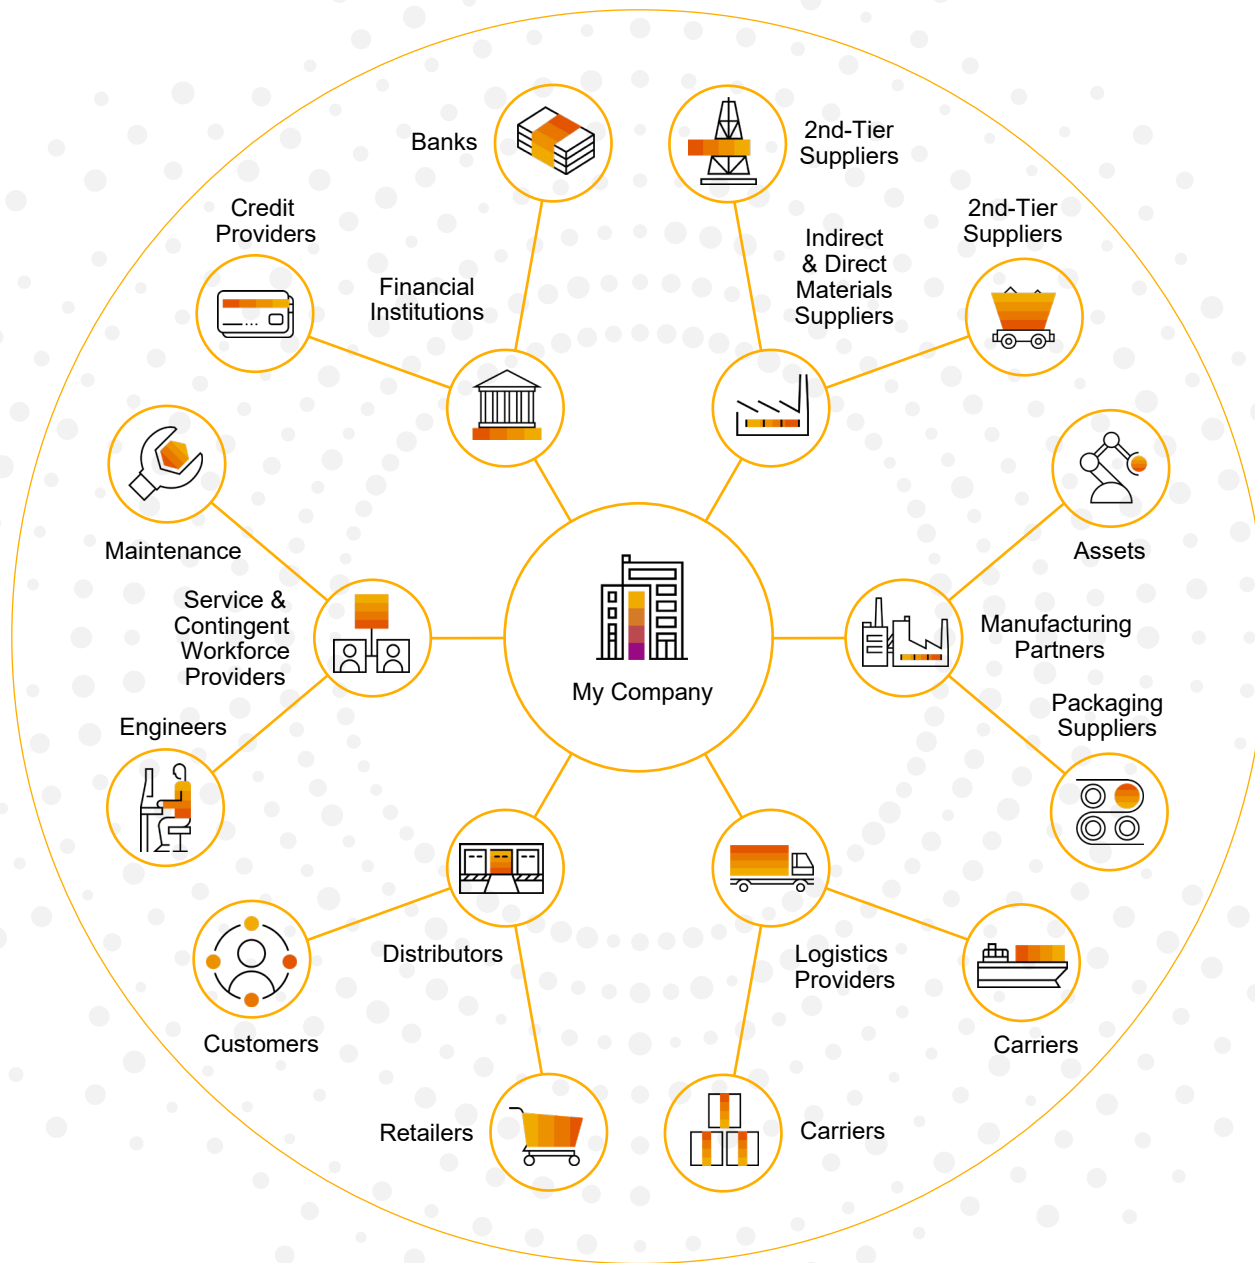 Banks
2nd-Tier
Suppliers
Credit
Providers
2nd-Tier
Suppliers
Indirect
& Direct
Materials
Suppliers
Financial
Institutions
Maintenance
Assets
Service &
Contingent
Workforce
Providers
Manufacturing
Partners
My Company
Packaging
Suppliers
Engineers
Distributors
Logistics
Providers
Customers
Carriers
Retailers
Carriers